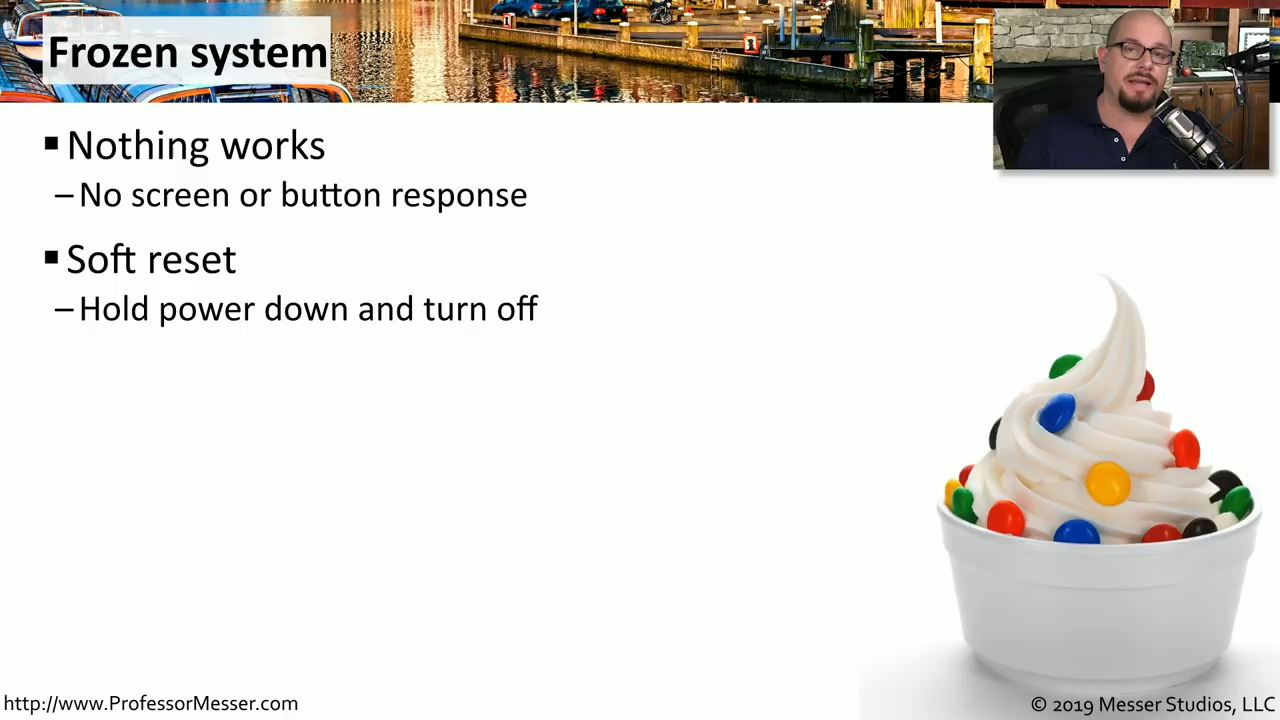 Frozen system
▪ Nothing works
– No screen or button response
▪ Soft reset
– Hold power down and turn off
http://www.ProfessorMesser.com
© 2019 Messer Studios, LLC